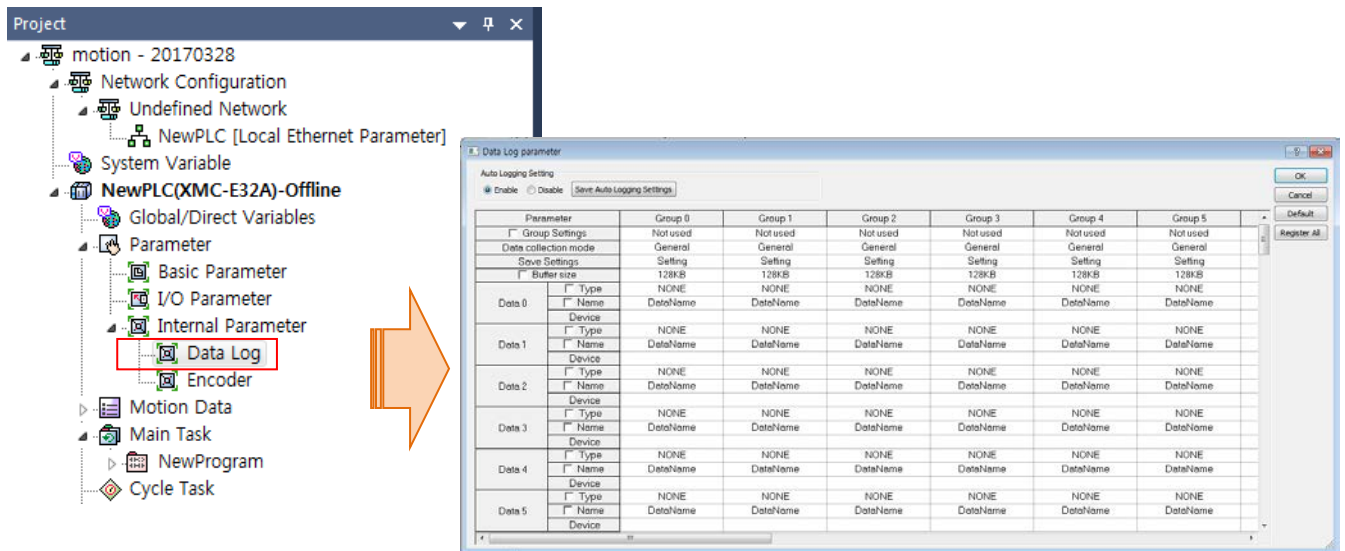 Project
motion - 20170328
Network Configuration
Undefined Network
NewPLC [Local Ethernet Parameter]
System Variable
NewPLC(XMC-E32A)-Offline
Global/Direct Variables
Parameter
Basic Parameter
I/O Parameter
Internal Parameter
Data Log
Encoder
Motion Data
Main Task
NewProgram
Cycle Task
Data Log parameter
Auto Logging Setting
Enable Disable Save Auto Logging Settings
OK
Cancel
Default
Register All
Parameter Group 0 Group 1 Group 2 Group 3 Group 4 Group 5
Group Settings Not used Not used Not used Not used Not used Not used
Data collection mode General General General General General General
Save Settings Setting Setting Setting Setting Setting Setting
Buffer size 128KB 128KB 128KB 128KB 128KB 128KB
Data 0 Type NONE NONE NONE NONE NONE NONE
Name DataName DataName DataName DataName DataName DataName
Device
Data 1 Type NONE NONE NONE NONE NONE NONE
Name DataName DataName DataName DataName DataName DataName
Device
Data 2 Type NONE NONE NONE NONE NONE NONE
Name DataName DataName DataName DataName DataName DataName
Device
Data 3 Type NONE NONE NONE NONE NONE NONE
Name DataName DataName DataName DataName DataName DataName
Device
Data 4 Type NONE NONE NONE NONE NONE NONE
Name DataName DataName DataName DataName DataName DataName
Device
Data 5 Type NONE NONE NONE NONE NONE NONE
Name DataName DataName DataName DataName DataName DataName
Device